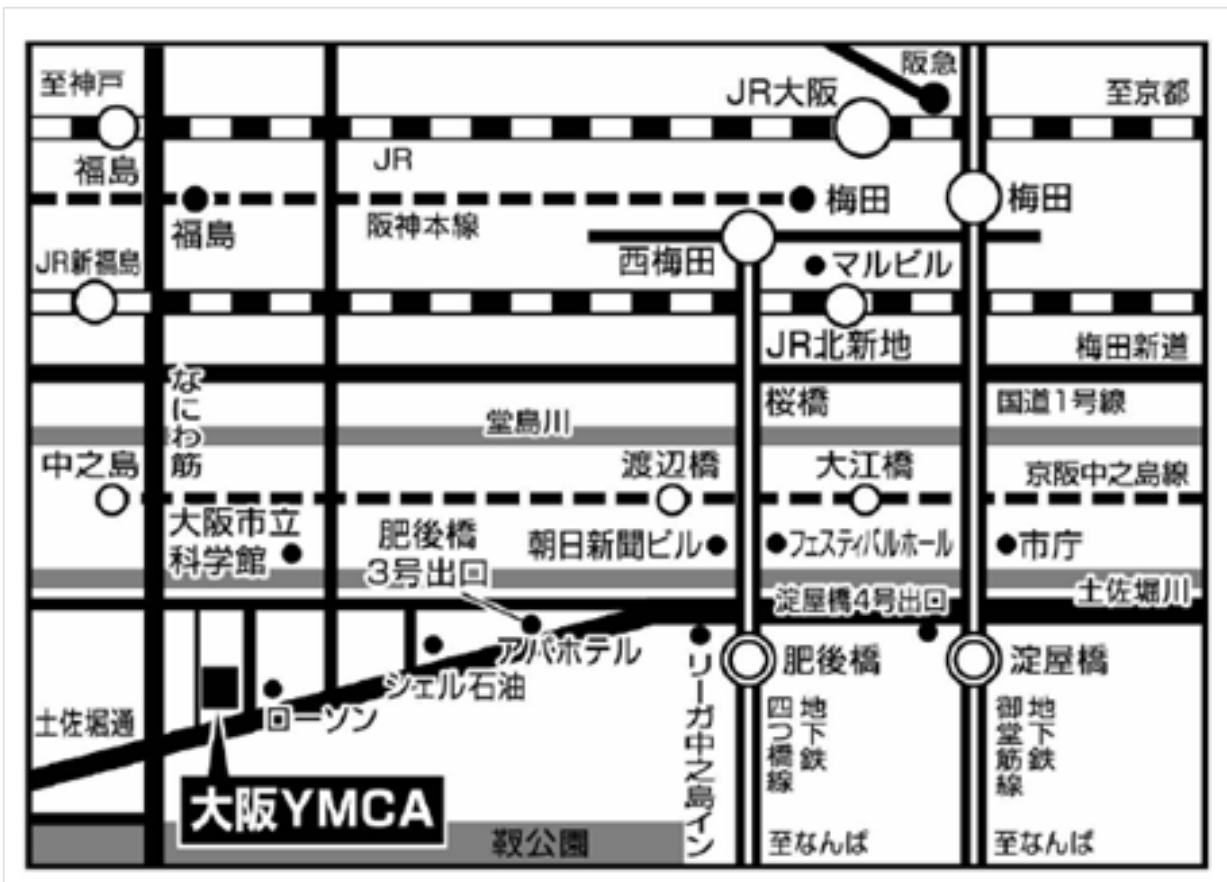 至神戸
阪急
JR大阪
至京都
福島
JR
梅田
梅田
福島
阪神本線
JR新福島
西梅田
マルビル
JR北新地
梅田新道
なにわ筋
桜橋
国道1号線
堂島川
中之島
渡辺橋
大江橋
京阪中之島線
大阪市立
科学館
肥後橋
3号出口
朝日新聞ビル
フェスティバルホール
市庁
淀屋橋4号出口
土佐堀川
アパホテル
シェル石油
リーガ中之島イン
肥後橋
淀屋橋
土佐堀通
ローソン
地下鉄
四つ橋線
地下鉄
御堂筋線
大阪YMCA
靱公園
至なんば
至なんば